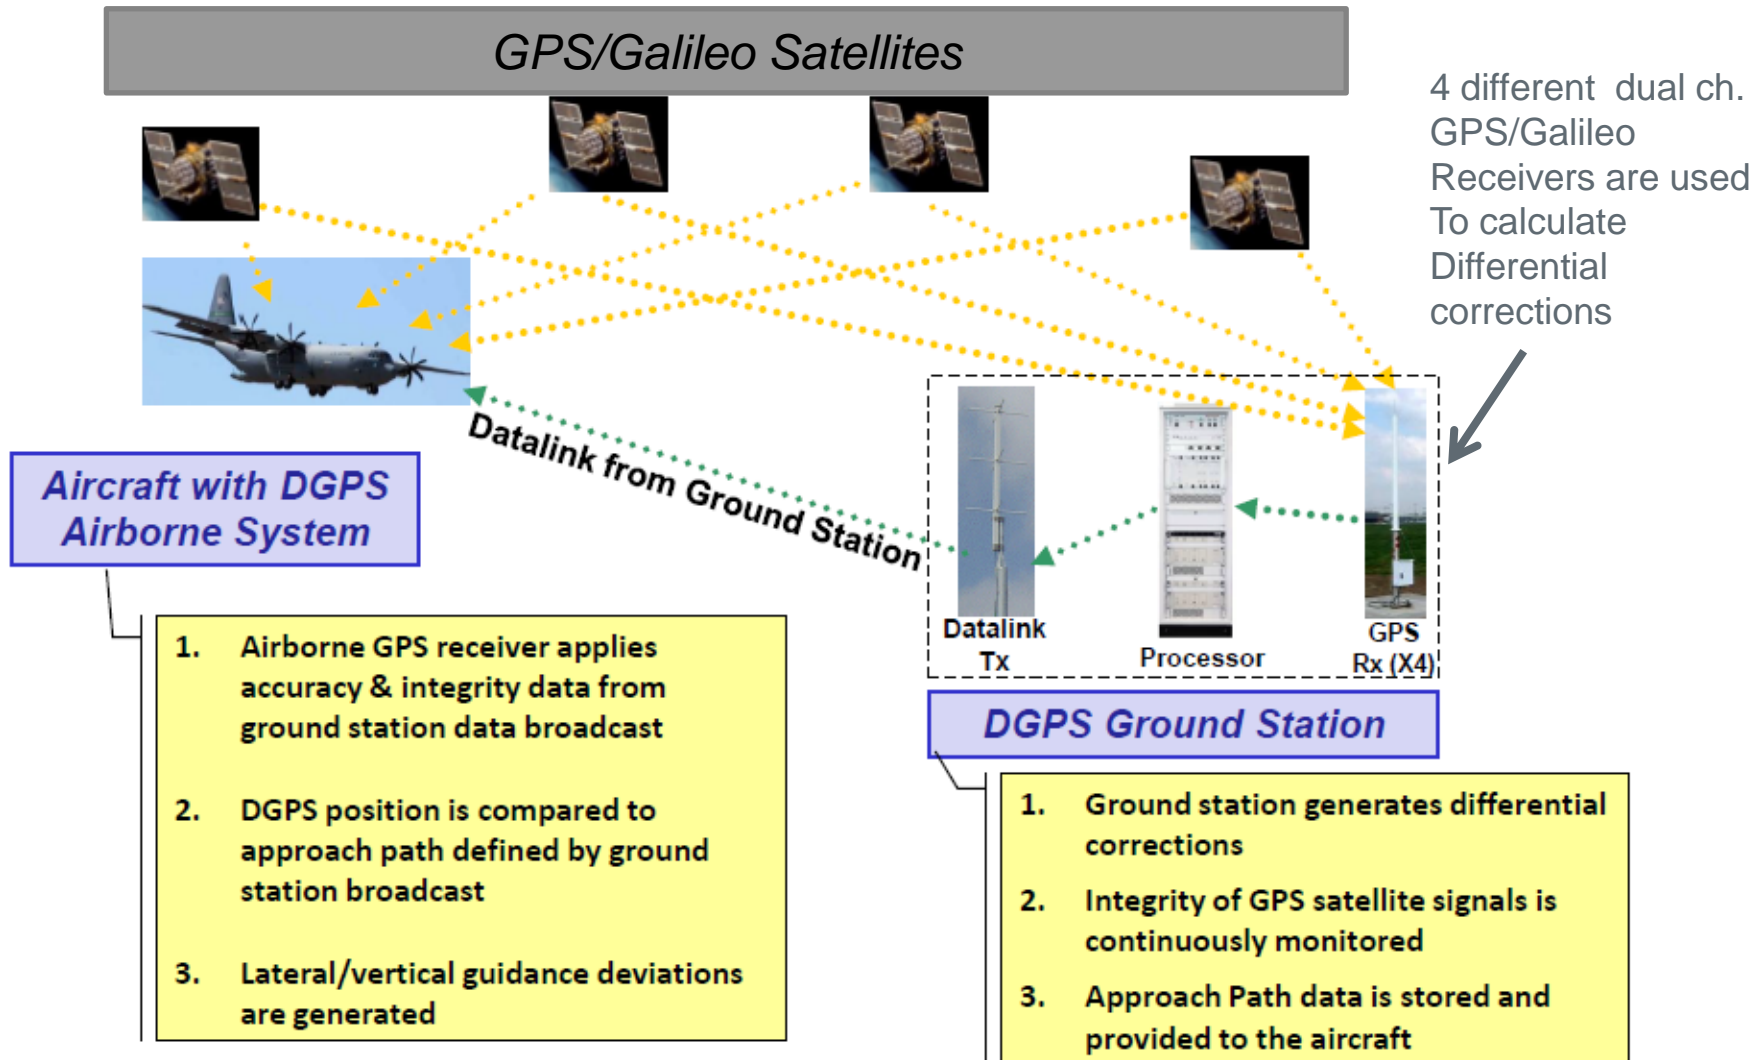 GPS/Galileo Satellites
4 different dual ch.
GPS/Galileo
Receivers are used
To calculate
Differential
corrections
Datalink from Ground Station
Aircraft with DGPS
Airborne System
1. Airborne GPS receiver applies
accuracy & integrity data from
ground station data broadcast
2. DGPS position is compared to
approach path defined by ground
station broadcast
3. Lateral/vertical guidance deviations
are generated
Datalink
Tx
Processor
GPS
Rx (X4)
DGPS Ground Station
1. Ground station generates differential
corrections
2. Integrity of GPS satellite signals is
continuously monitored
3. Approach Path data is stored and
provided to the aircraft